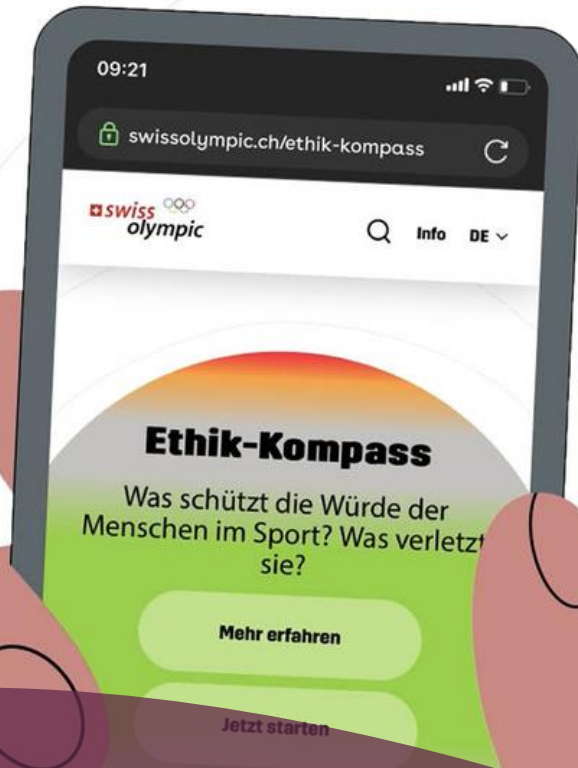 09:21
swissolympic.ch/ethik-kompass
swiss
olympic
Info DE
Ethik-Kompass
Was schützt die Würde der
Menschen im Sport? Was verletzt
sie?
Mehr erfahren
Jetzt starten